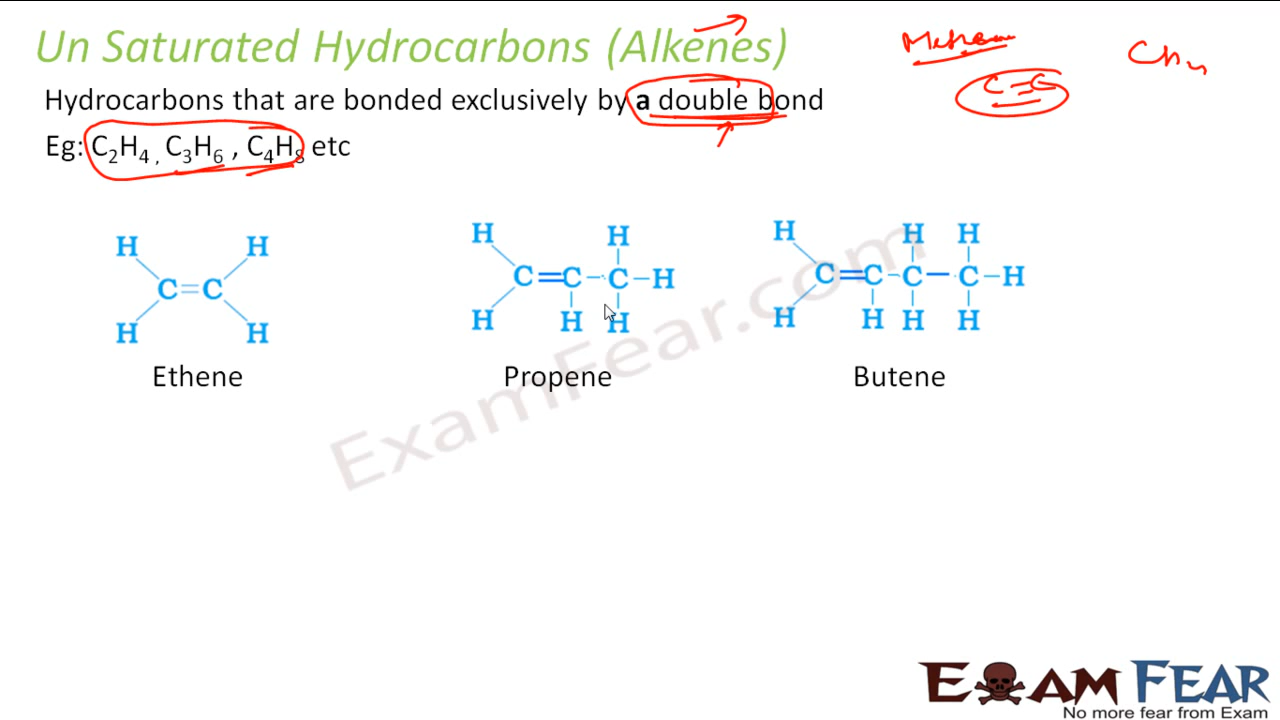 Un Saturated Hydrocarbons (Alkenes)
Hydrocarbons that are bonded exclusively by a double bond
Eg: C₂H₄ , C₃H₆ , C₄H₈ etc
C=C
H H
C=C
H H
H H
C=C-C-H
H H H
H H H
C=C-C-C-H
H H H H
Ethene Propene Butene
ExamFear.com
EXAM FEAR
No more fear from Exam